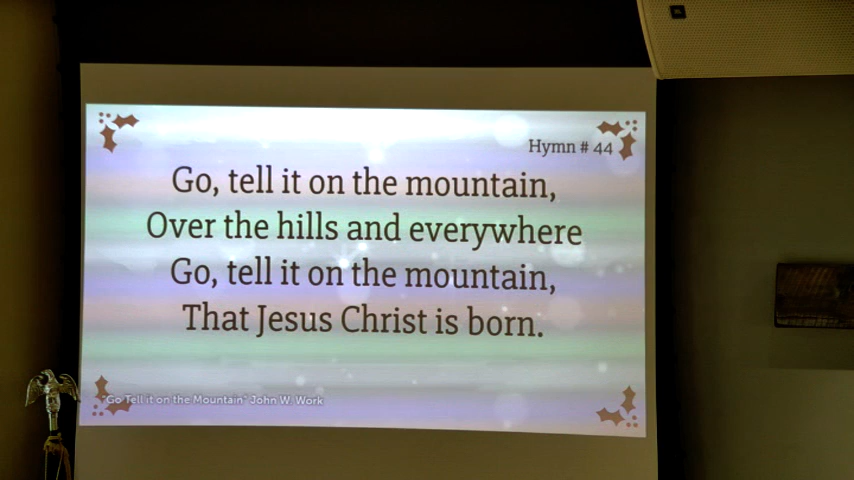 Hymn # 44
Go, tell it on the mountain,
Over the hills and everywhere
Go, tell it on the mountain,
That Jesus Christ is born.
"Go Tell it on the Mountain" John W. Work